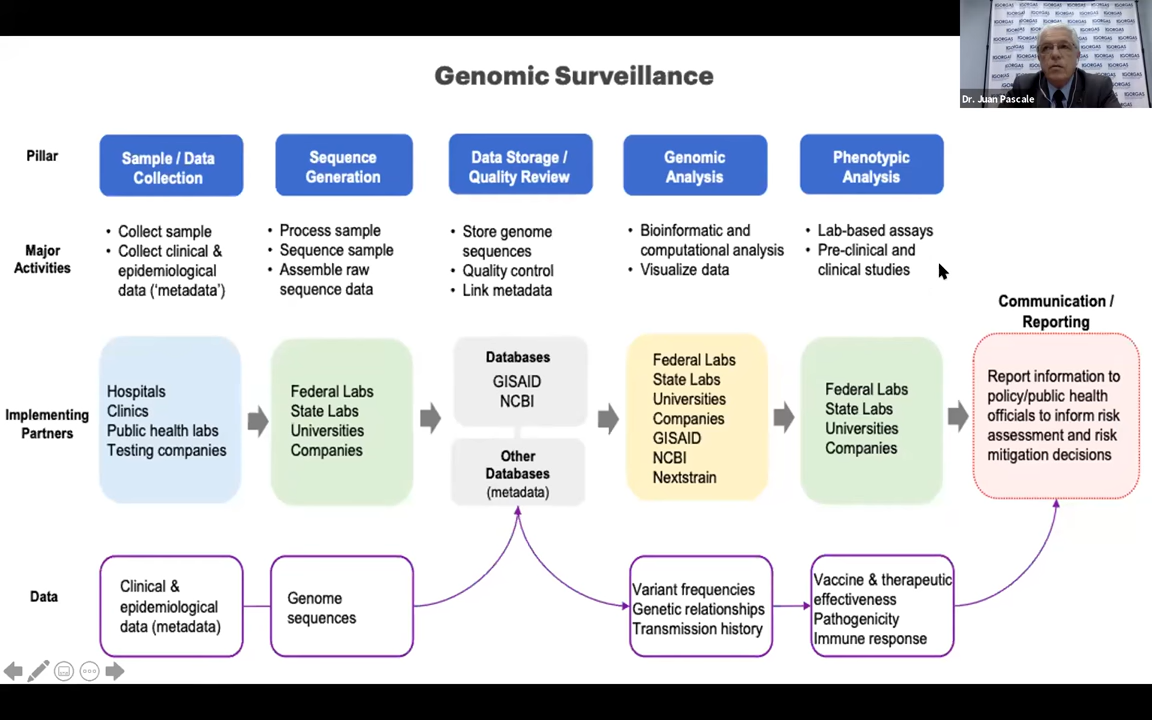 Genomic Surveillance
IGORGAS
Dr. Juan Pascale
Pillar
Sample / Data
Collection
Sequence
Generation
Data Storage /
Quality Review
Genomic
Analysis
Phenotypic
Analysis
Major
Activities
• Collect sample
• Collect clinical &
epidemiological
data (‘metadata’)
• Process sample
• Sequence sample
• Assemble raw
sequence data
• Store genome
sequences
• Quality control
• Link metadata
• Bioinformatic and
computational analysis
• Visualize data
• Lab-based assays
• Pre-clinical and
clinical studies
Communication /
Reporting
Implementing
Partners
Hospitals
Clinics
Public health labs
Testing companies
Federal Labs
State Labs
Universities
Companies
Databases
GISAID
NCBI
Other
Databases
(metadata)
Federal Labs
State Labs
Universities
Companies
GISAID
NCBI
Nextstrain
Federal Labs
State Labs
Universities
Companies
Report information to
policy/public health
officials to inform risk
assessment and risk
mitigation decisions
Data
Clinical &
epidemiological
data (metadata)
Genome
sequences
Variant frequencies
Genetic relationships
Transmission history
Vaccine & therapeutic
effectiveness
Pathogenicity
Immune response